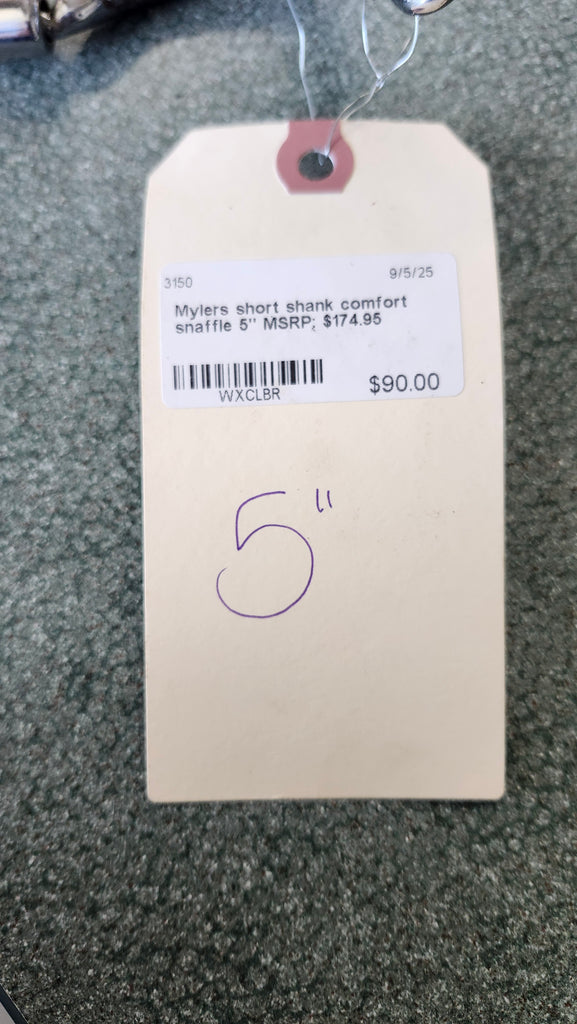 3150 9/5/25
Mylers short shank comfort
snaffle 5" MSRP: $174.95
WXCLBR $90.00
5"